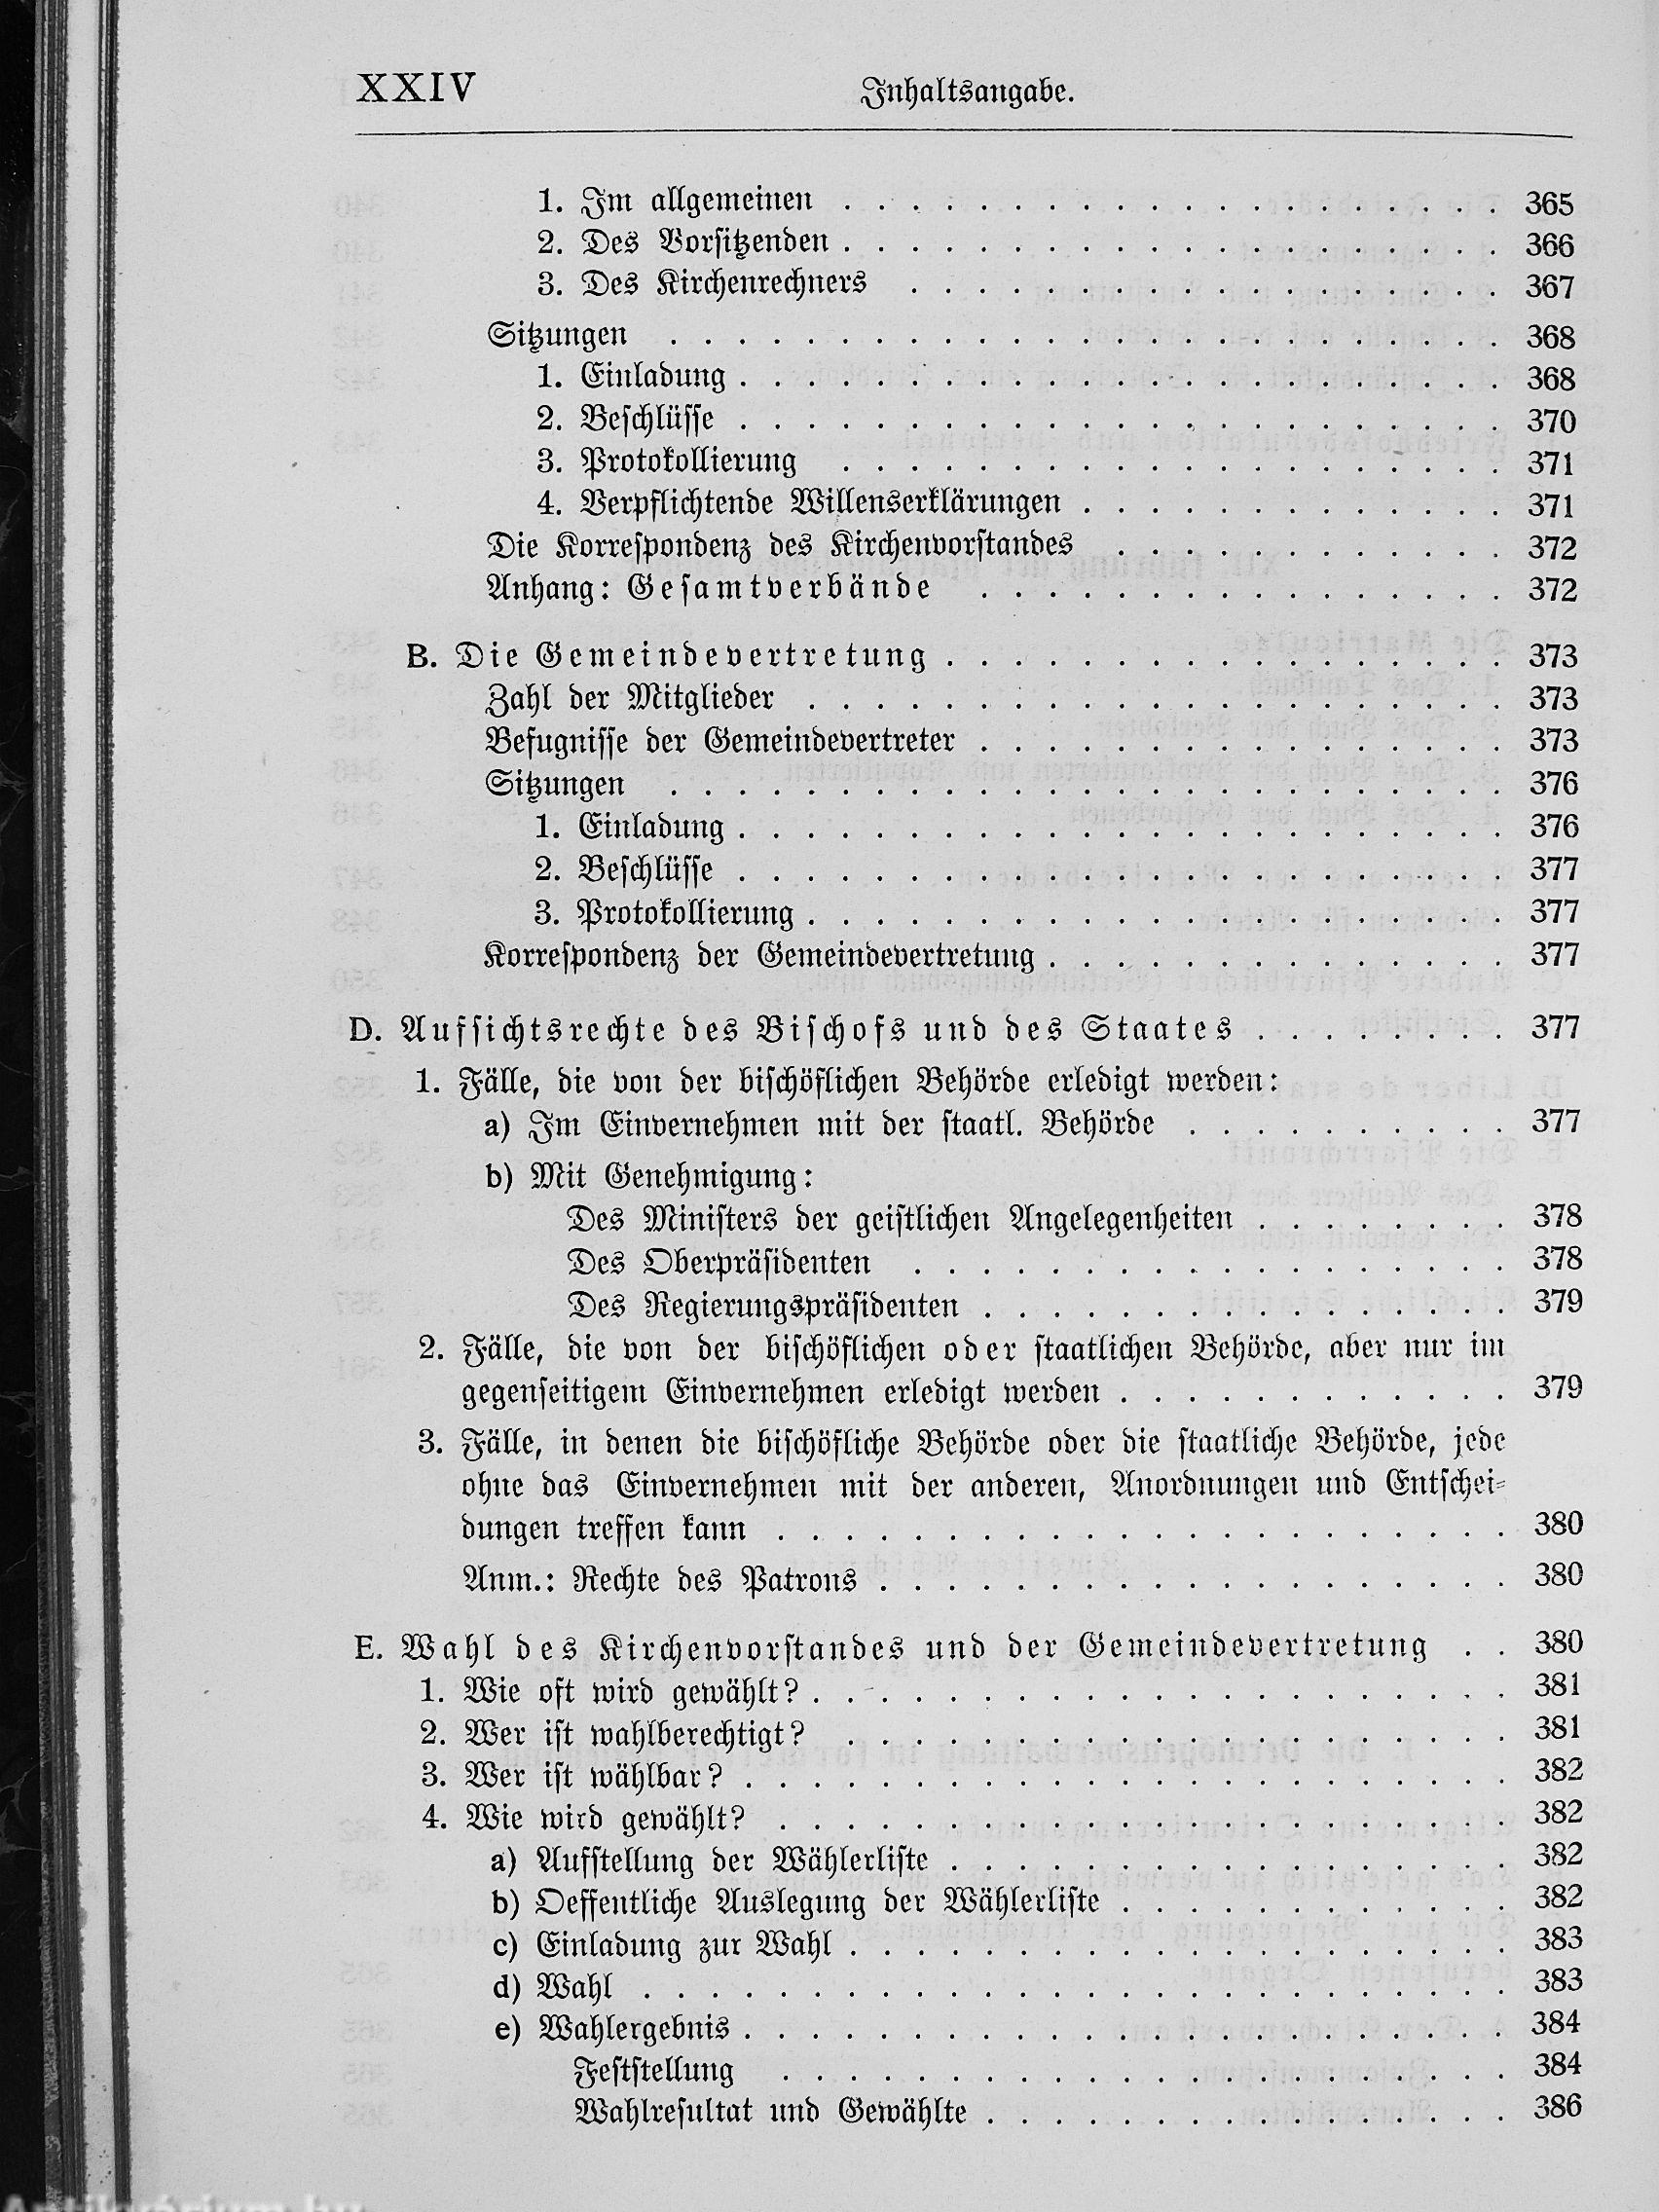 XXIV Inhaltsangabe.
1. Im allgemeinen . . . . . . . . . . . . . . . . . . . . 365
2. Des Vorsitzenden . . . . . . . . . . . . . . . . . . . . 366
3. Des Kirchenrechners . . . . . . . . . . . . . . . . . . 367
Sitzungen . . . . . . . . . . . . . . . . . . . . . . . . . 368
1. Einladung . . . . . . . . . . . . . . . . . . . . . . . 368
2. Beschlüsse . . . . . . . . . . . . . . . . . . . . . . . 370
3. Protokollierung . . . . . . . . . . . . . . . . . . . . 371
4. Verpflichtende Willenserklärungen . . . . . . . . . . . . . 371
Die Korrespondenz des Kirchenvorstandes . . . . . . . . . . . . 372
Anhang: Gesamtverbände . . . . . . . . . . . . . . . . 372
B. Die Gemeindevertretung . . . . . . . . . . . . . . . . . 373
Zahl der Mitglieder . . . . . . . . . . . . . . . . . . . . . 373
Befugnisse der Gemeindevertreter . . . . . . . . . . . . . . . . 373
Sitzungen . . . . . . . . . . . . . . . . . . . . . . . . . 376
1. Einladung . . . . . . . . . . . . . . . . . . . . . . . 376
2. Beschlüsse . . . . . . . . . . . . . . . . . . . . . . . 377
3. Protokollierung . . . . . . . . . . . . . . . . . . . . . 377
Korrespondenz der Gemeindevertretung . . . . . . . . . . . . . . 377
D. Aufsichtsrechte des Bischofs und des Staates . . . . . . . . 377
1. Fälle, die von der bischöflichen Behörde erledigt werden:
a) Im Einvernehmen mit der staatl. Behörde . . . . . . . . . . 377
b) Mit Genehmigung:
Des Ministers der geistlichen Angelegenheiten . . . . . . . . 378
Des Oberpräsidenten . . . . . . . . . . . . . . . . . . 378
Des Regierungspräsidenten . . . . . . . . . . . . . . . . 379
2. Fälle, die von der bischöflichen oder staatlichen Behörde, aber nur im
gegenseitigem Einvernehmen erledigt werden . . . . . . . . . . . . 379
3. Fälle, in denen die bischöfliche Behörde oder die staatliche Behörde, jede
ohne das Einvernehmen mit der anderen, Anordnungen und Entschei-
dungen treffen kann . . . . . . . . . . . . . . . . . . . . . . 380
Anm.: Rechte des Patrons . . . . . . . . . . . . . . . . . . . 380
E. Wahl des Kirchenvorstandes und der Gemeindevertretung . . 380
1. Wie oft wird gewählt? . . . . . . . . . . . . . . . . . . . . . 381
2. Wer ist wahlberechtigt? . . . . . . . . . . . . . . . . . . . . 381
3. Wer ist wählbar? . . . . . . . . . . . . . . . . . . . . . . . 382
4. Wie wird gewählt? . . . . . . . . . . . . . . . . . . . . . . 382
a) Aufstellung der Wählerliste . . . . . . . . . . . . . . . . . 382
b) Oeffentliche Auslegung der Wählerliste . . . . . . . . . . . . 382
c) Einladung zur Wahl . . . . . . . . . . . . . . . . . . . . 383
d) Wahl . . . . . . . . . . . . . . . . . . . . . . . . . . 383
e) Wahlergebnis . . . . . . . . . . . . . . . . . . . . . . . 384
Feststellung . . . . . . . . . . . . . . . . . . . . . . 384
Wahlresultat und Gewählte . . . . . . . . . . . . . . . . 386